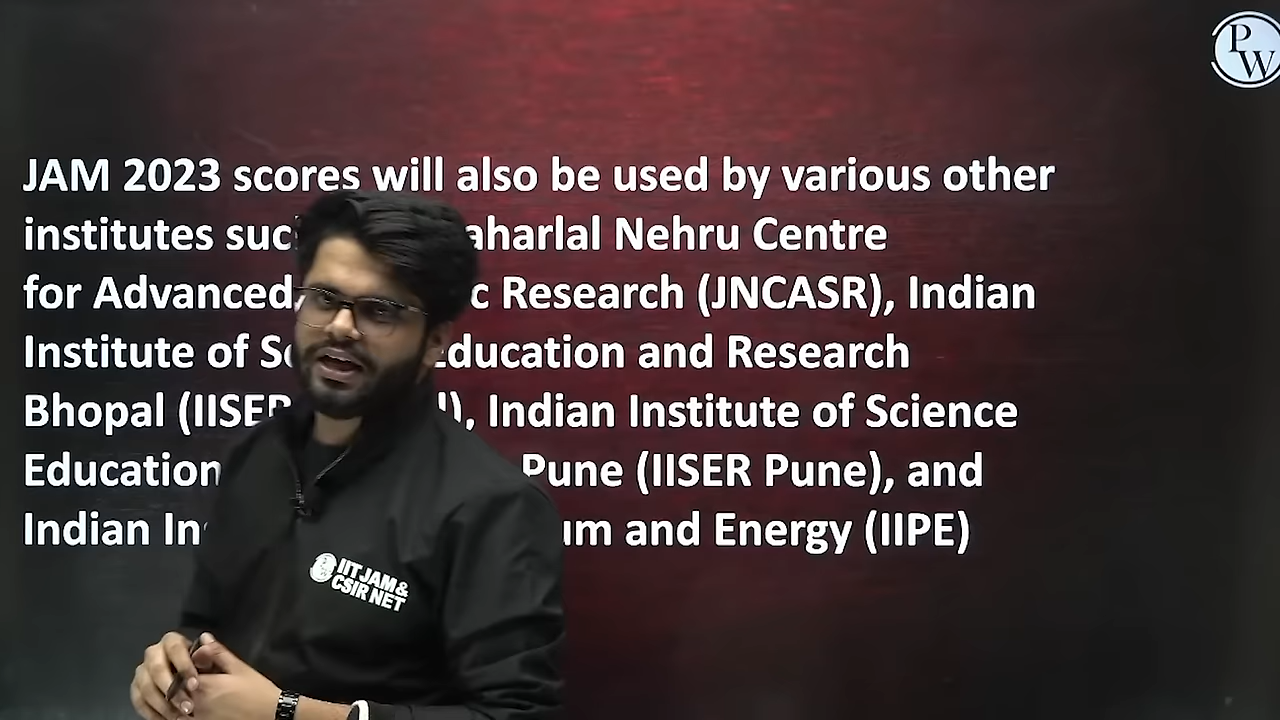 JAM 2023 scores will also be used by various other
institutes suc aharlal Nehru Centre
for Advanced c Research (JNCASR), Indian
Institute of Sc Education and Research
Bhopal (IISER l), Indian Institute of Science
Education Pune (IISER Pune), and
Indian In um and Energy (IIPE)
PW
IIT JAM &
CSIR NET